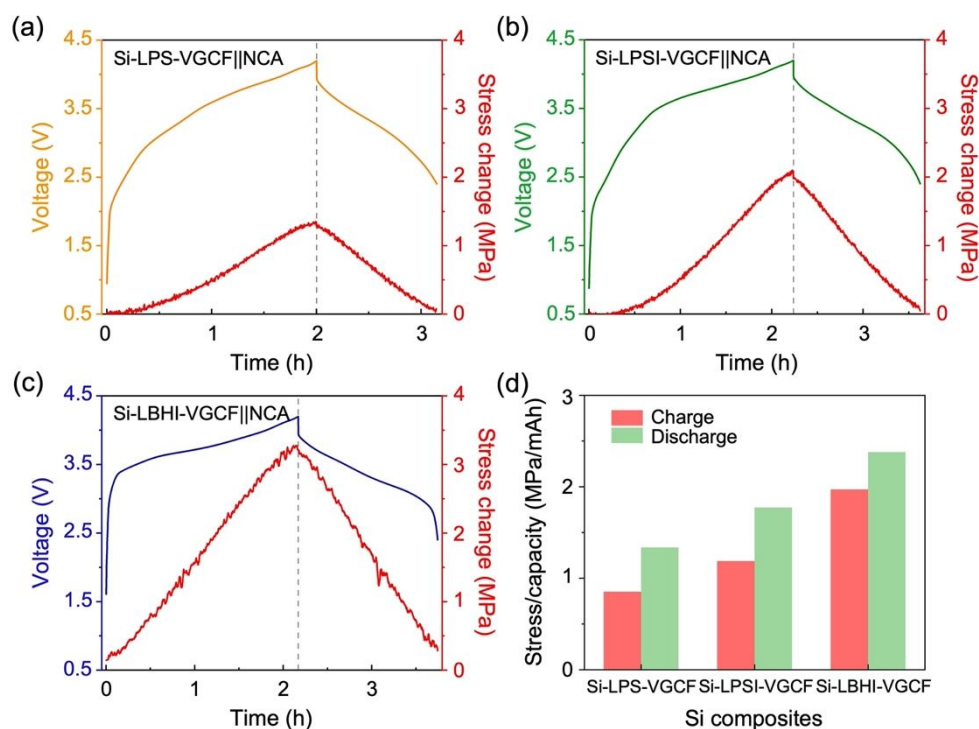 (a)
Si-LPS-VGCF||NCA
4.5
3.5
2.5
1.5
0.5
Voltage (V)
4
3
2
1
0
Stress change (MPa)
0 1 2 3
Time (h)
(b)
Si-LPSI-VGCF||NCA
4.5
3.5
2.5
1.5
0.5
Voltage (V)
4
3
2
1
0
Stress change (MPa)
0 1 2 3
Time (h)
(c)
Si-LBHI-VGCF||NCA
4.5
3.5
2.5
1.5
0.5
Voltage (V)
4
3
2
1
0
Stress change (MPa)
0 1 2 3
Time (h)
(d)
Charge
Discharge
3
2
1
0
Stress/capacity (MPa/mAh)
Si-LPS-VGCF Si-LPSI-VGCF Si-LBHI-VGCF
Si composites